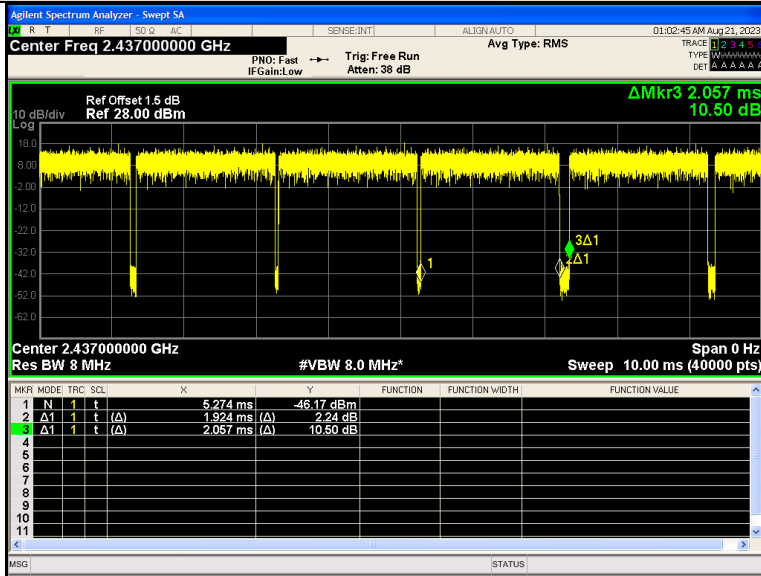 Agilent Spectrum Analyzer - Swept SA
LXI R T RF 50 Ω AC SENSE:INT ALIGN AUTO 01:02:45 AM Aug 21, 2023
Center Freq 2.437000000 GHz
PNO: Fast
IFGain:Low
Trig: Free Run
Atten: 38 dB
Avg Type: RMS
TRACE 1 2 3 4 5 6
TYPE WWWWWW
DET A A A A A A
ΔMkr3 2.057 ms
10.50 dB
Ref Offset 1.5 dB
10 dB/div Ref 28.00 dBm
Log
18.0
8.00
-2.00
-12.0
-22.0
-32.0
-42.0
-52.0
-62.0
1
3Δ1
2Δ1
Center 2.437000000 GHz Span 0 Hz
Res BW 8 MHz #VBW 8.0 MHz* Sweep 10.00 ms (40000 pts)
MKR MODE TRC SCL X Y FUNCTION FUNCTION WIDTH FUNCTION VALUE
1 N 1 t 5.274 ms -46.17 dBm
2 Δ1 1 t (Δ) 1.924 ms (Δ) 2.24 dB
3 Δ1 1 t (Δ) 2.057 ms (Δ) 10.50 dB
4
5
6
7
8
9
10
11
MSG STATUS